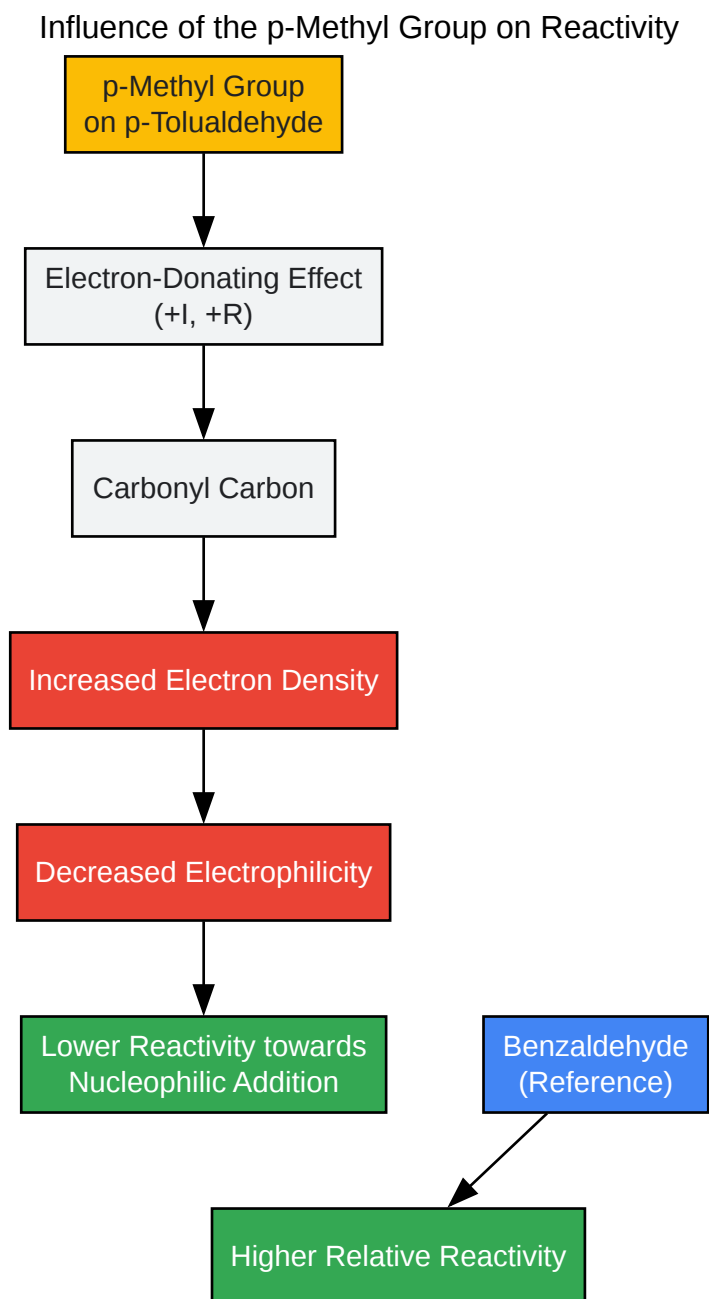 Influence of the p-Methyl Group on Reactivity
p-Methyl Group
on p-Tolualdehyde
Electron-Donating Effect
(+I, +R)
Carbonyl Carbon
Increased Electron Density
Decreased Electrophilicity
Lower Reactivity towards
Nucleophilic Addition
Benzaldehyde
(Reference)
Higher Relative Reactivity